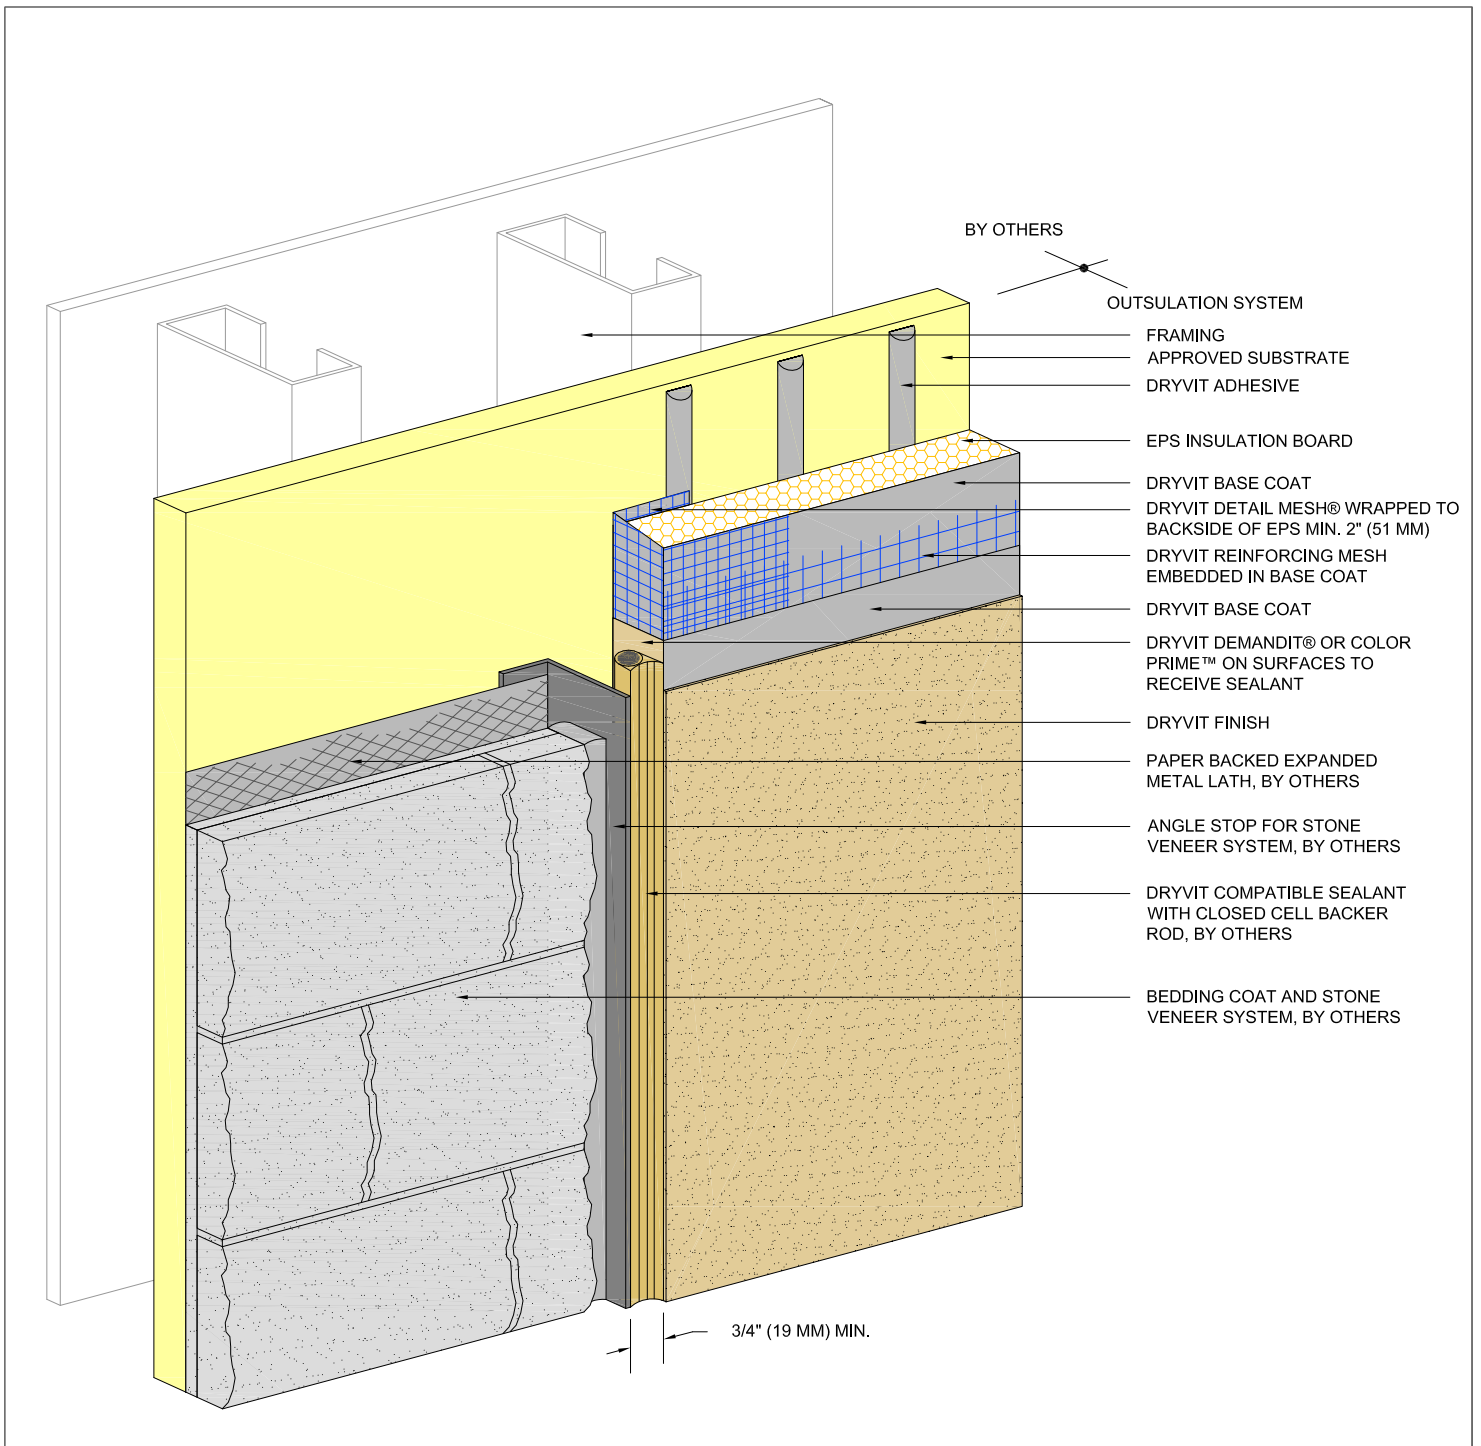 BY OTHERS
OUTSULATION SYSTEM
FRAMING
APPROVED SUBSTRATE
DRYVIT ADHESIVE
EPS INSULATION BOARD
DRYVIT BASE COAT
DRYVIT DETAIL MESH® WRAPPED TO
BACKSIDE OF EPS MIN. 2" (51 MM)
DRYVIT REINFORCING MESH
EMBEDDED IN BASE COAT
DRYVIT BASE COAT
DRYVIT DEMANDIT® OR COLOR
PRIME™ ON SURFACES TO
RECEIVE SEALANT
DRYVIT FINISH
PAPER BACKED EXPANDED
METAL LATH, BY OTHERS
ANGLE STOP FOR STONE
VENEER SYSTEM, BY OTHERS
DRYVIT COMPATIBLE SEALANT
WITH CLOSED CELL BACKER
ROD, BY OTHERS
BEDDING COAT AND STONE
VENEER SYSTEM, BY OTHERS
3/4" (19 MM) MIN.